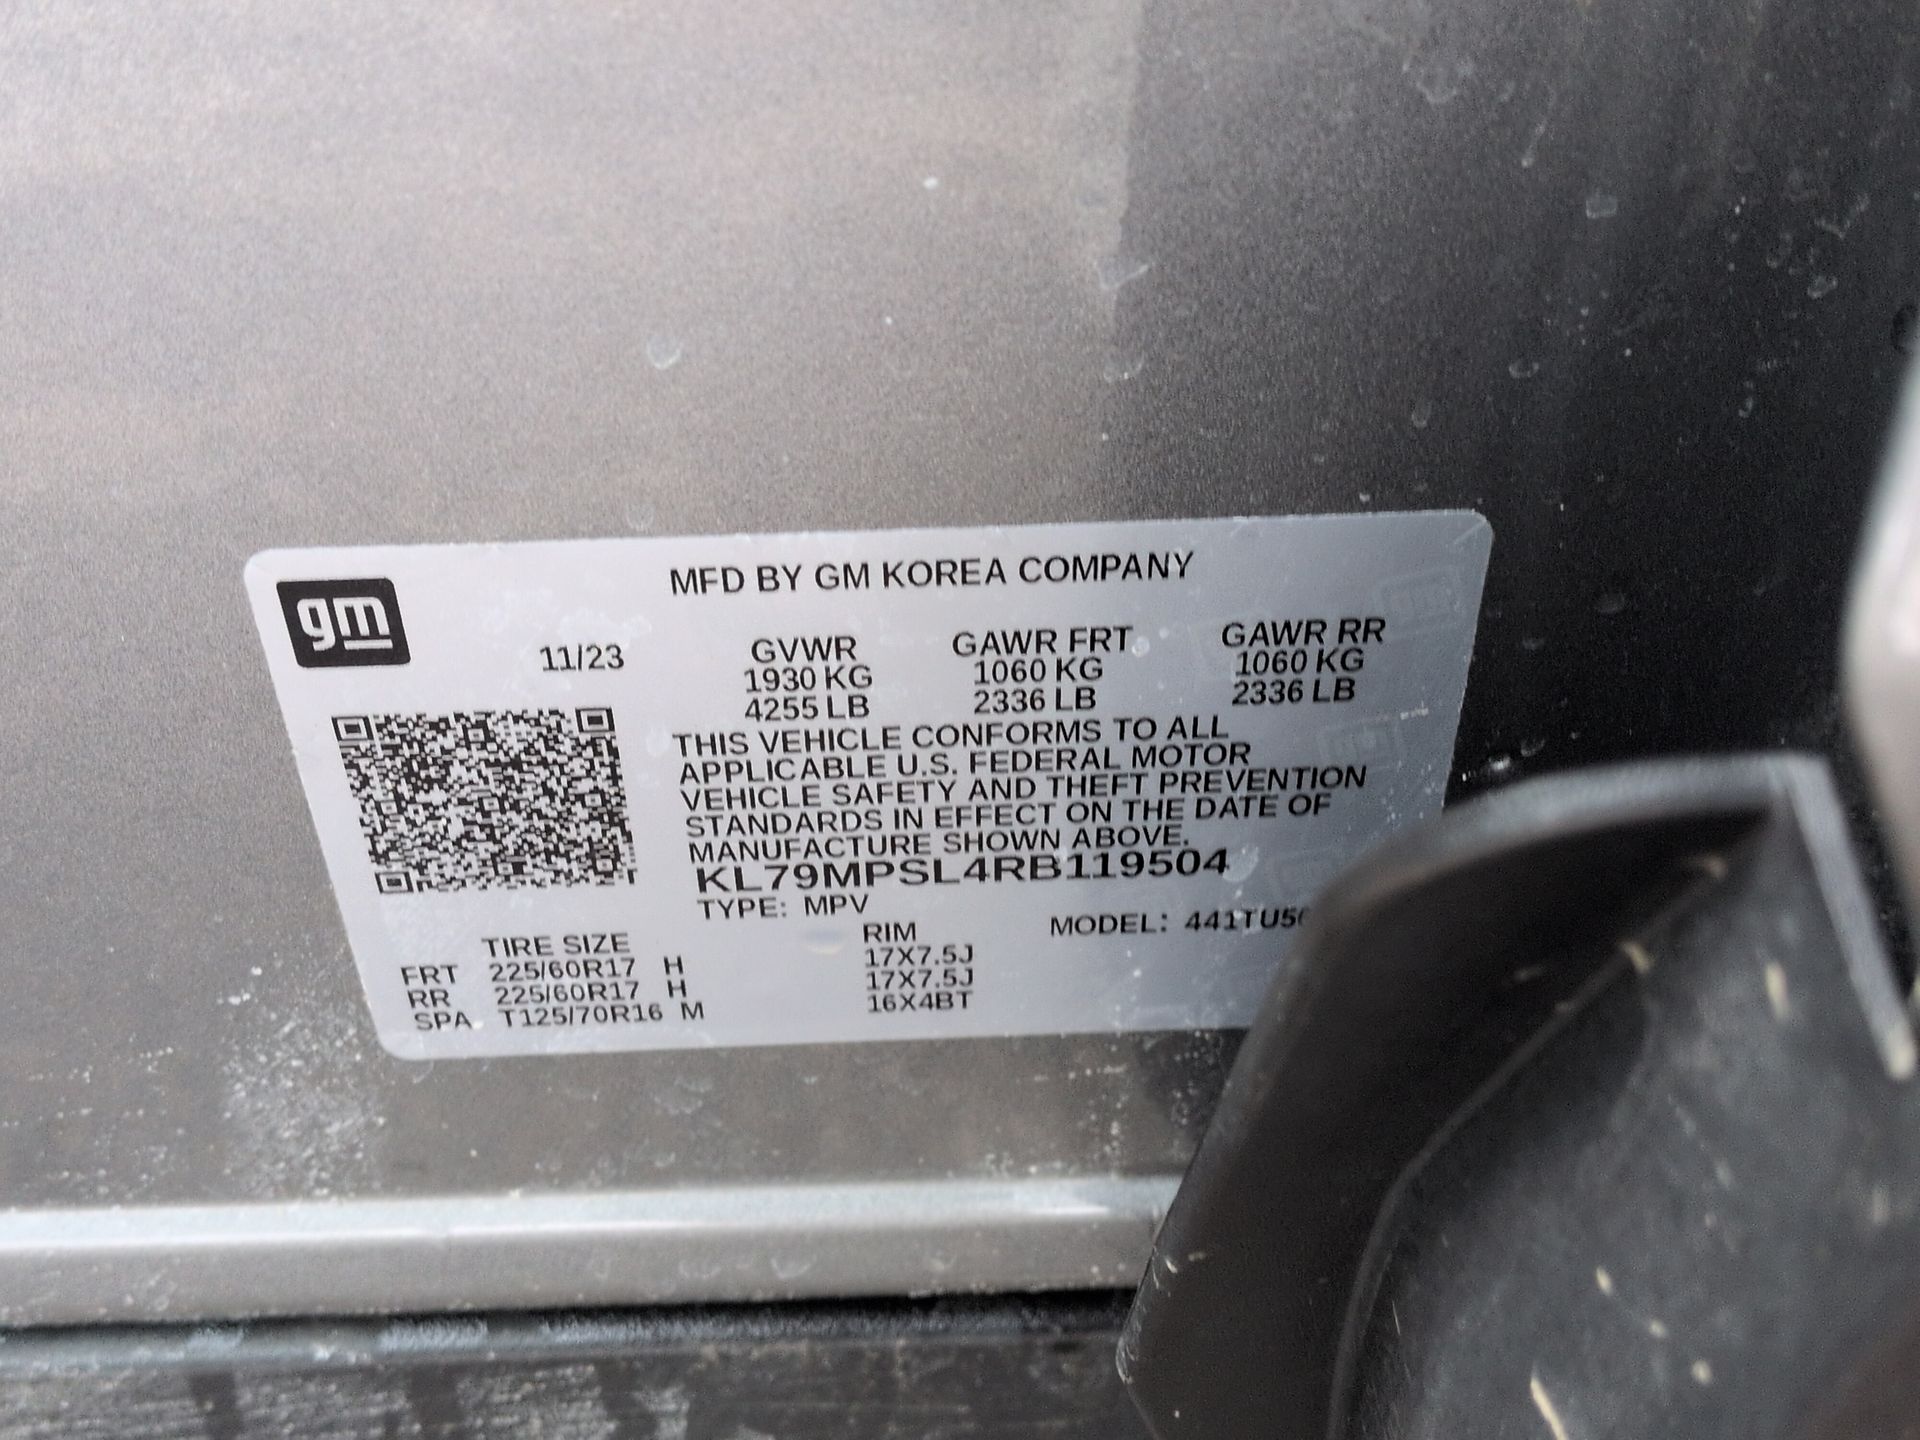 gm
MFD BY GM KOREA COMPANY
11/23
GVWR GAWR FRT GAWR RR
1930 KG 1060 KG 1060 KG
4255 LB 2336 LB 2336 LB
THIS VEHICLE CONFORMS TO ALL
APPLICABLE U.S. FEDERAL MOTOR
VEHICLE SAFETY AND THEFT PREVENTION
STANDARDS IN EFFECT ON THE DATE OF
MANUFACTURE SHOWN ABOVE.
KL79MPSL4RB119504
TYPE: MPV
MODEL:
TIRE SIZE RIM
FRT 225/60R17 H 17X7.5J
RR 225/60R17 H 17X7.5J
SPA T125/70R16 M 16X4BT